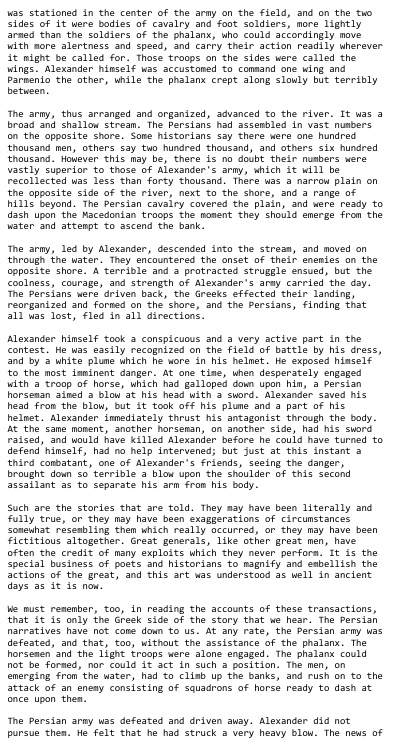 was stationed in the center of the army on the field, and on the two
sides of it were bodies of cavalry and foot soldiers, more lightly
armed than the soldiers of the phalanx, who could accordingly move
with more alertness and speed, and carry their action readily wherever
it might be called for. Those troops on the sides were called the
wings. Alexander himself was accustomed to command one wing and
Parmenio the other, while the phalanx crept along slowly but terribly
between.

The army, thus arranged and organized, advanced to the river. It was a
broad and shallow stream. The Persians had assembled in vast numbers
on the opposite shore. Some historians say there were one hundred
thousand men, others say two hundred thousand, and others six hundred
thousand. However this may be, there is no doubt their numbers were
vastly superior to those of Alexander's army, which it will be
recollected was less than forty thousand. There was a narrow plain on
the opposite side of the river, next to the shore, and a range of
hills beyond. The Persian cavalry covered the plain, and were ready to
dash upon the Macedonian troops the moment they should emerge from the
water and attempt to ascend the bank.

The army, led by Alexander, descended into the stream, and moved on
through the water. They encountered the onset of their enemies on the
opposite shore. A terrible and a protracted struggle ensued, but the
coolness, courage, and strength of Alexander's army carried the day.
The Persians were driven back, the Greeks effected their landing,
reorganized and formed on the shore, and the Persians, finding that
all was lost, fled in all directions.

Alexander himself took a conspicuous and a very active part in the
contest. He was easily recognized on the field of battle by his dress,
and by a white plume which he wore in his helmet. He exposed himself
to the most imminent danger. At one time, when desperately engaged
with a troop of horse, which had galloped down upon him, a Persian
horseman aimed a blow at his head with a sword. Alexander saved his
head from the blow, but it took off his plume and a part of his
helmet. Alexander immediately thrust his antagonist through the body.
At the same moment, another horseman, on another side, had his sword
raised, and would have killed Alexander before he could have turned to
defend himself, had no help intervened; but just at this instant a
third combatant, one of Alexander's friends, seeing the danger,
brought down so terrible a blow upon the shoulder of this second
assailant as to separate his arm from his body.

Such are the stories that are told. They may have been literally and
fully true, or they may have been exaggerations of circumstances
somewhat resembling them which really occurred, or they may have been
fictitious altogether. Great generals, like other great men, have
often the credit of many exploits which they never perform. It is the
special business of poets and historians to magnify and embellish the
actions of the great, and this art was understood as well in ancient
days as it is now.

We must remember, too, in reading the accounts of these transactions,
that it is only the Greek side of the story that we hear. The Persian
narratives have not come down to us. At any rate, the Persian army was
defeated, and that, too, without the assistance of the phalanx. The
horsemen and the light troops were alone engaged. The phalanx could
not be formed, nor could it act in such a position. The men, on
emerging from the water, had to climb up the banks, and rush on to the
attack of an enemy consisting of squadrons of horse ready to dash at
once upon them.

The Persian army was defeated and driven away. Alexander did not
pursue them. He felt that he had struck a very heavy blow. The news of